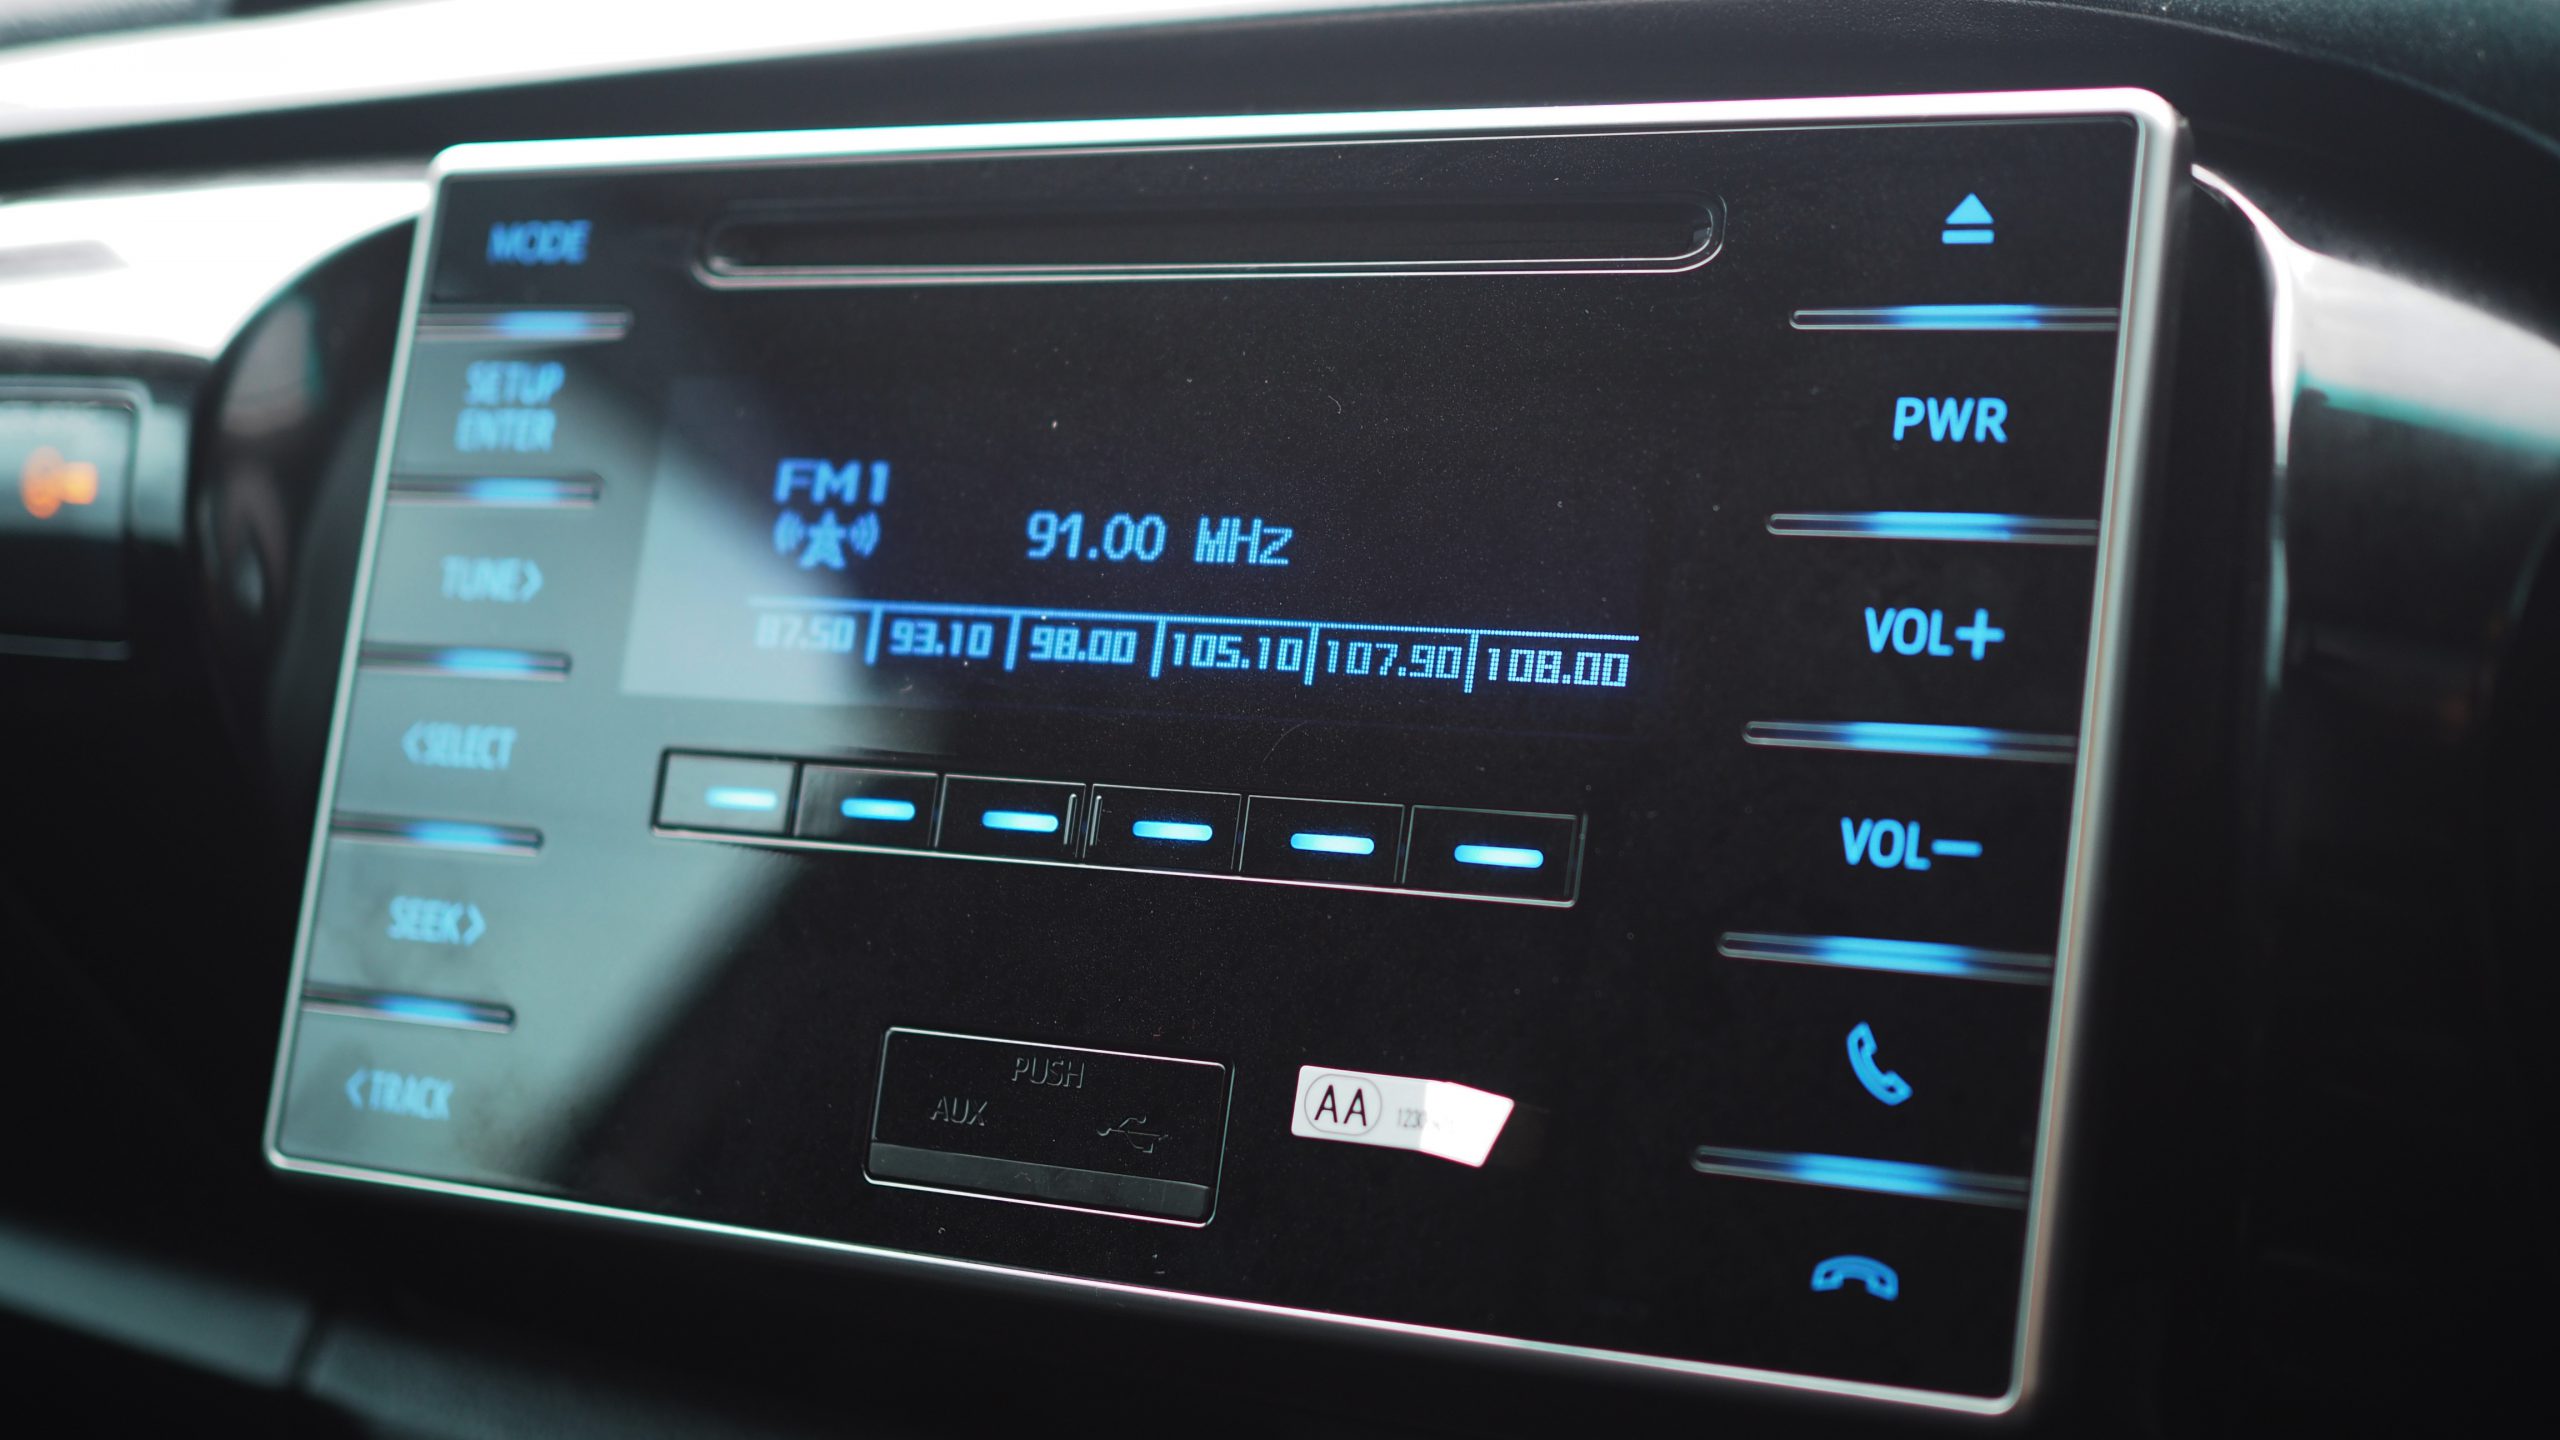 MODE
SETUP
ENTER
TUNE>
<SELECT
SEEK>
<TRACK
FM1
91.00 MHz
87.50 93.10 98.00 105.10 107.90 108.00
PUSH
AUX
AA
PWR
VOL+
VOL−